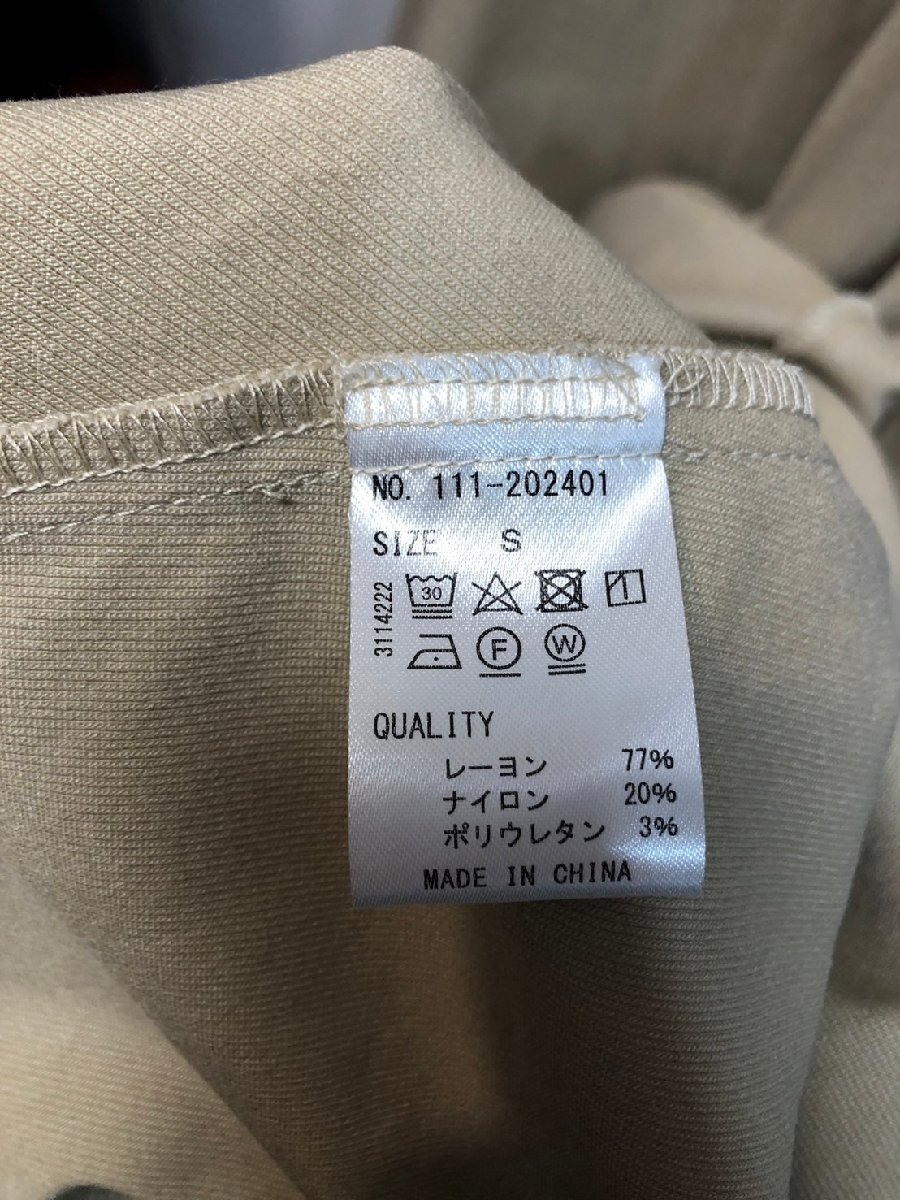 NO. 111-202401
SIZE S
3114222
30
F W
QUALITY
レーヨン 77%
ナイロン 20%
ポリウレタン 3%
MADE IN CHINA